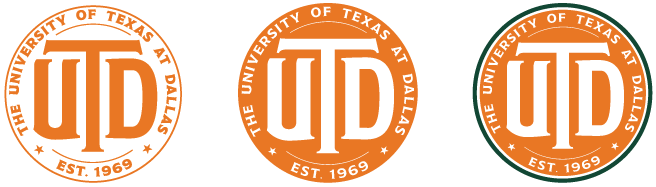 THE UNIVERSITY OF TEXAS AT DALLAS
UTD
EST. 1969
THE UNIVERSITY OF TEXAS AT DALLAS
UTD
EST. 1969
THE UNIVERSITY OF TEXAS AT DALLAS
UTD
EST. 1969